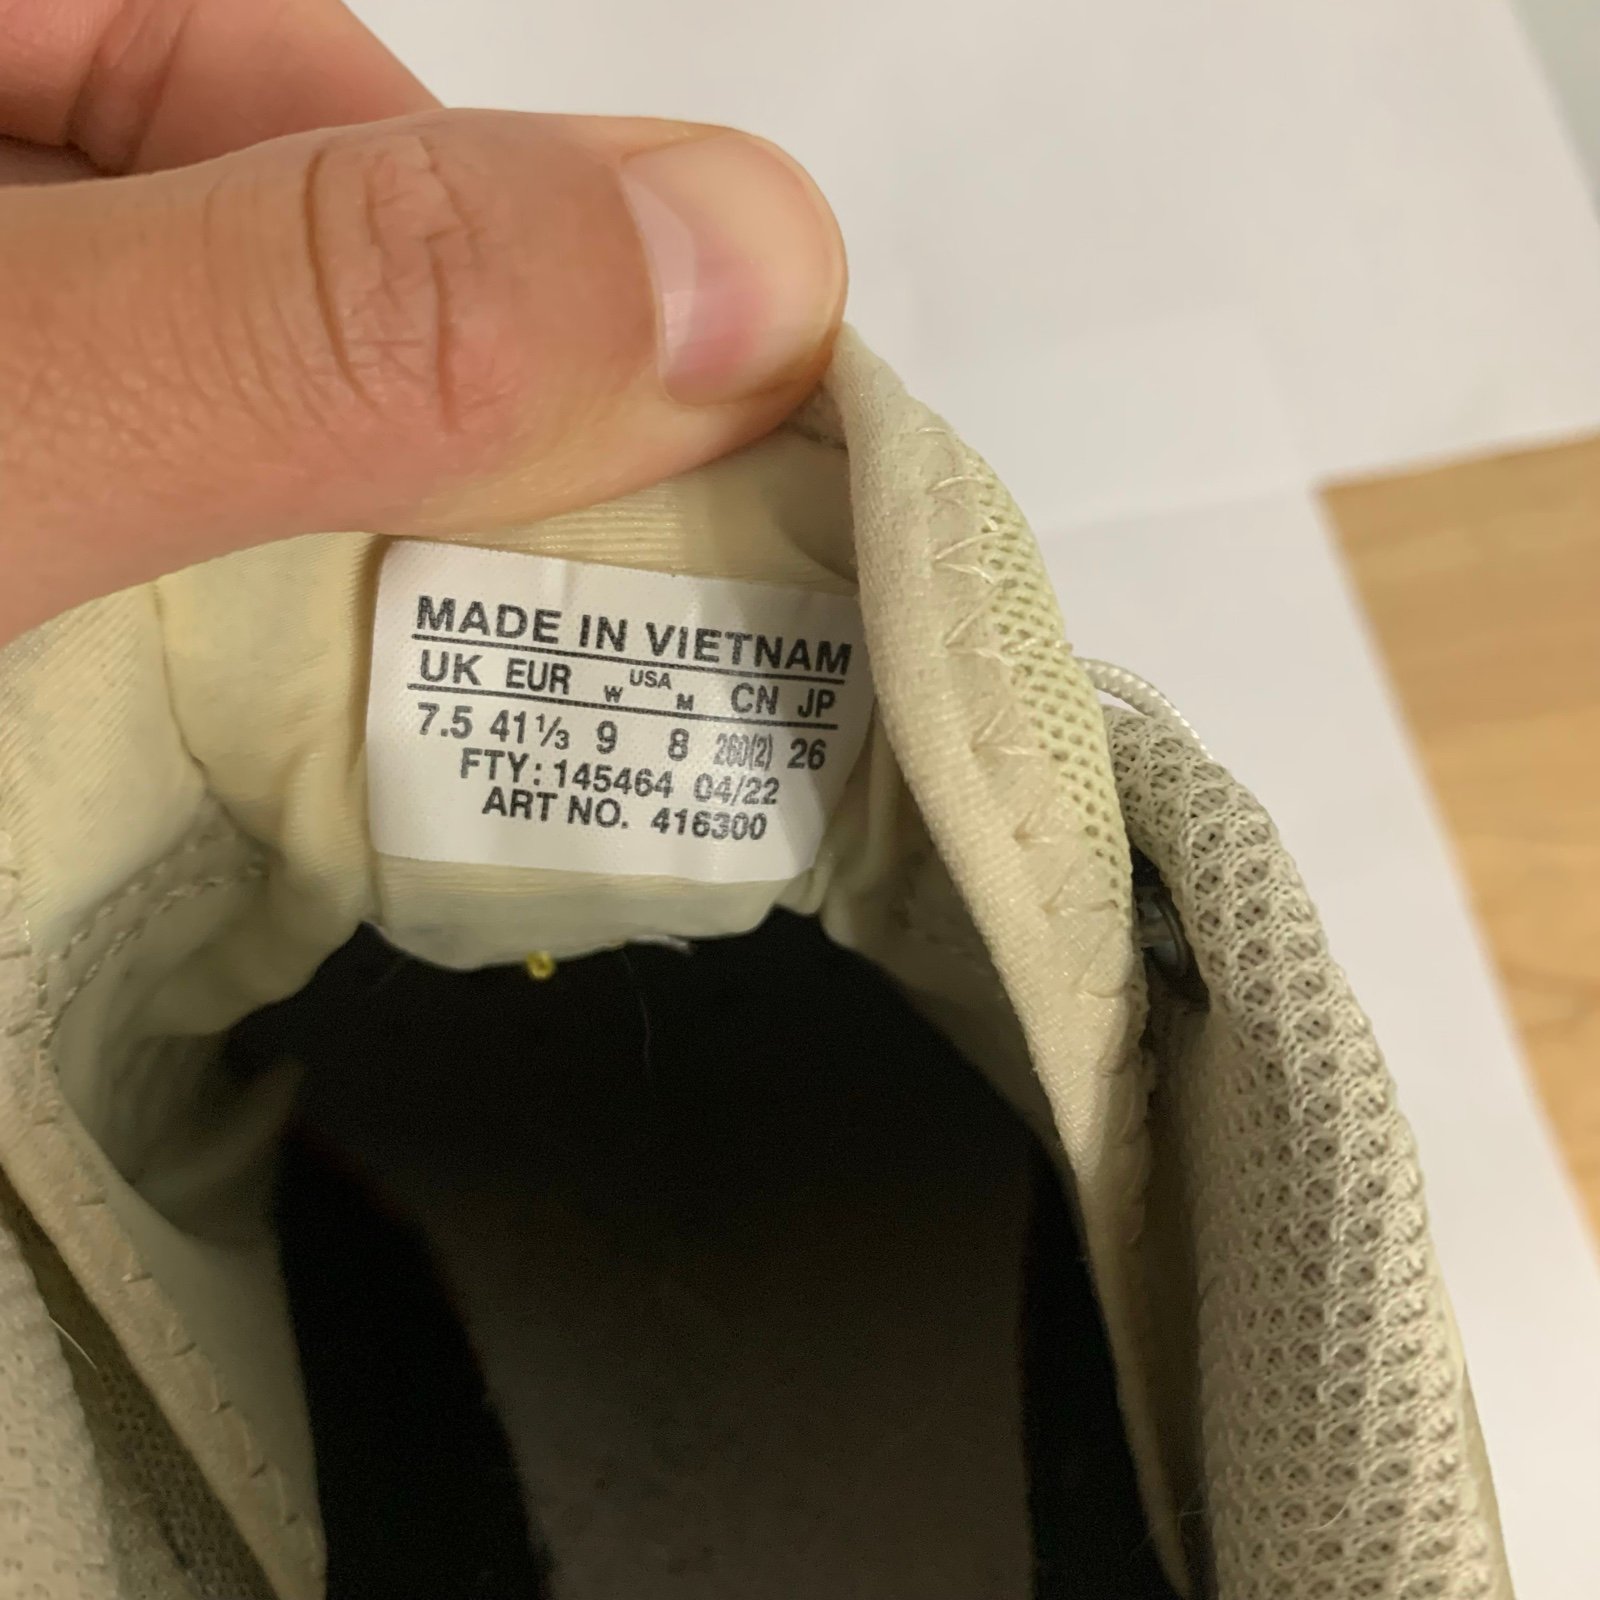 MADE IN VIETNAM
UK EUR W USA M CN JP
7.5 41⅓ 9 8 260(2) 26
FTY: 145464 04/22
ART NO. 416300